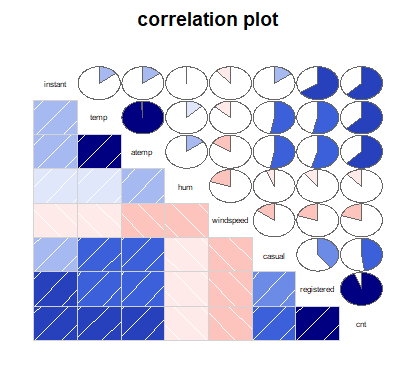 correlation plot
instant
temp
atemp
hum
windspeed
casual
registered
cnt